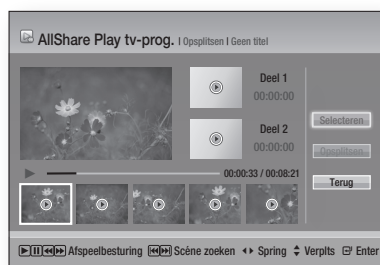 AllShare Play tv-prog. | Opsplitsen | Geen titel
Deel 1
00:00:00
Selecteren
Deel 2
00:00:00
Opsplitsen
00:00:33 / 00:08:21
Terug
Afspeelbesturing Scène zoeken Spring Verplts Enter